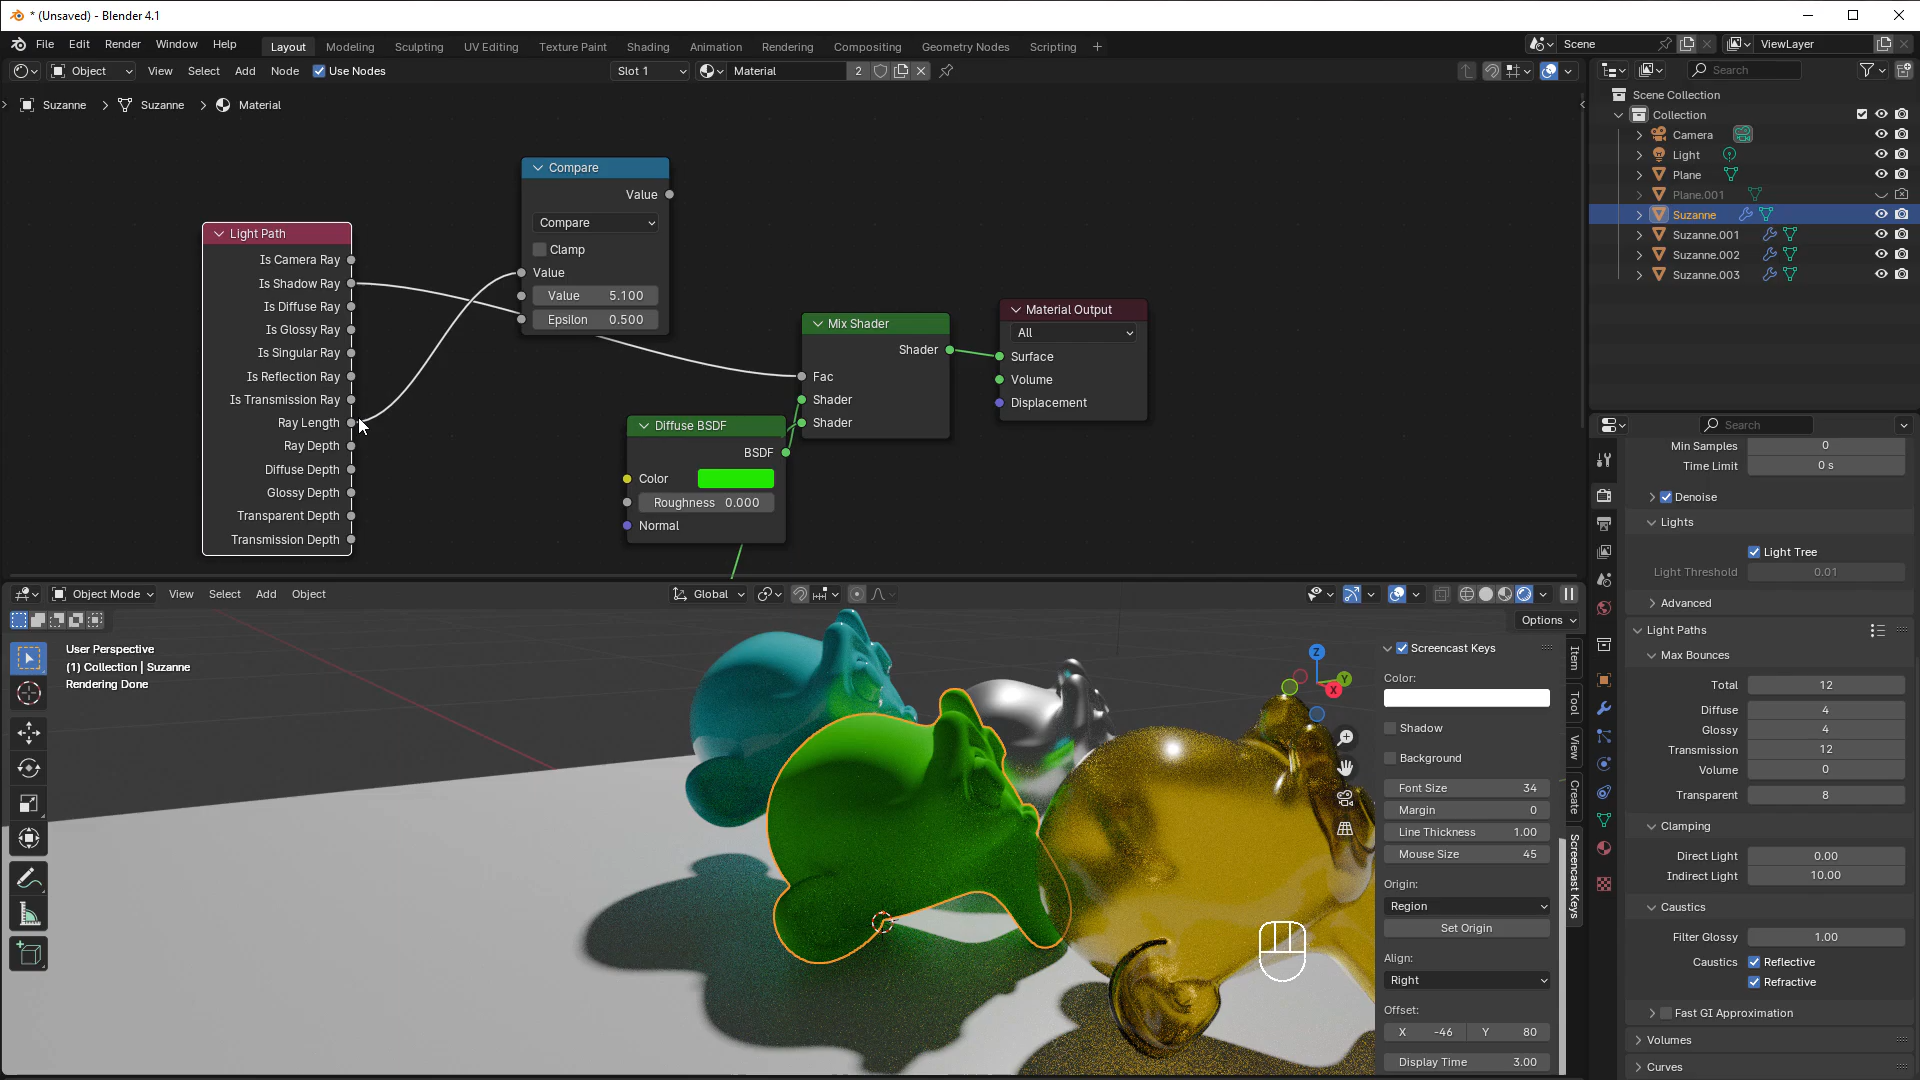 * (Unsaved) - Blender 4.1
File Edit Render Window Help Layout Modeling Sculpting UV Editing Texture Paint Shading Animation Rendering Compositing Geometry Nodes Scripting + Scene ViewLayer
Object View Select Add Node Use Nodes Slot 1 Material 2 Search
Suzanne > Suzanne > Material
Scene Collection
Collection
Camera
Light
Plane
Plane.001
Suzanne
Suzanne.001
Suzanne.002
Suzanne.003
Light Path
Is Camera Ray
Is Shadow Ray
Is Diffuse Ray
Is Glossy Ray
Is Singular Ray
Is Reflection Ray
Is Transmission Ray
Ray Length
Ray Depth
Diffuse Depth
Glossy Depth
Transparent Depth
Transmission Depth
Compare
Value
Compare
Clamp
Value
Value 5.100
Epsilon 0.500
Diffuse BSDF
BSDF
Color
Roughness 0.000
Normal
Mix Shader
Shader
Fac
Shader
Shader
Material Output
All
Surface
Volume
Displacement
Object Mode View Select Add Object Global
Options
User Perspective
(1) Collection | Suzanne
Rendering Done
Z
Y
X
Screencast Keys
Color:
Shadow
Background
Font Size 34
Margin 0
Line Thickness 1.00
Mouse Size 45
Origin:
Region
Set Origin
Align:
Right
Offset:
X -46 Y 80
Display Time 3.00
Item
Tool
View
Create
Screencast Keys
Search
Min Samples 0
Time Limit 0 s
Denoise
Lights
Light Tree
Light Threshold 0.01
Advanced
Light Paths
Max Bounces
Total 12
Diffuse 4
Glossy 4
Transmission 12
Volume 0
Transparent 8
Clamping
Direct Light 0.00
Indirect Light 10.00
Caustics
Filter Glossy 1.00
Caustics Reflective
Refractive
Fast GI Approximation
Volumes
Curves